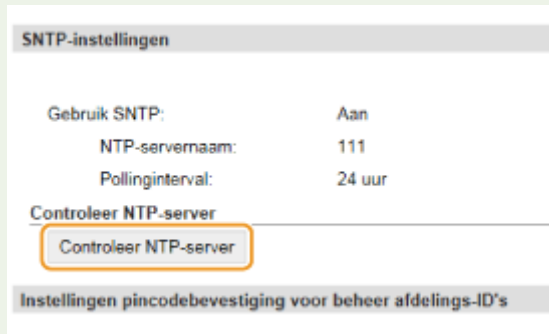 SNTP-instellingen
Gebruik SNTP: Aan
NTP-servernaam: 111
Pollinginterval: 24 uur
Controleer NTP-server
Controleer NTP-server
Instellingen pincodebevestiging voor beheer afdelings-ID's